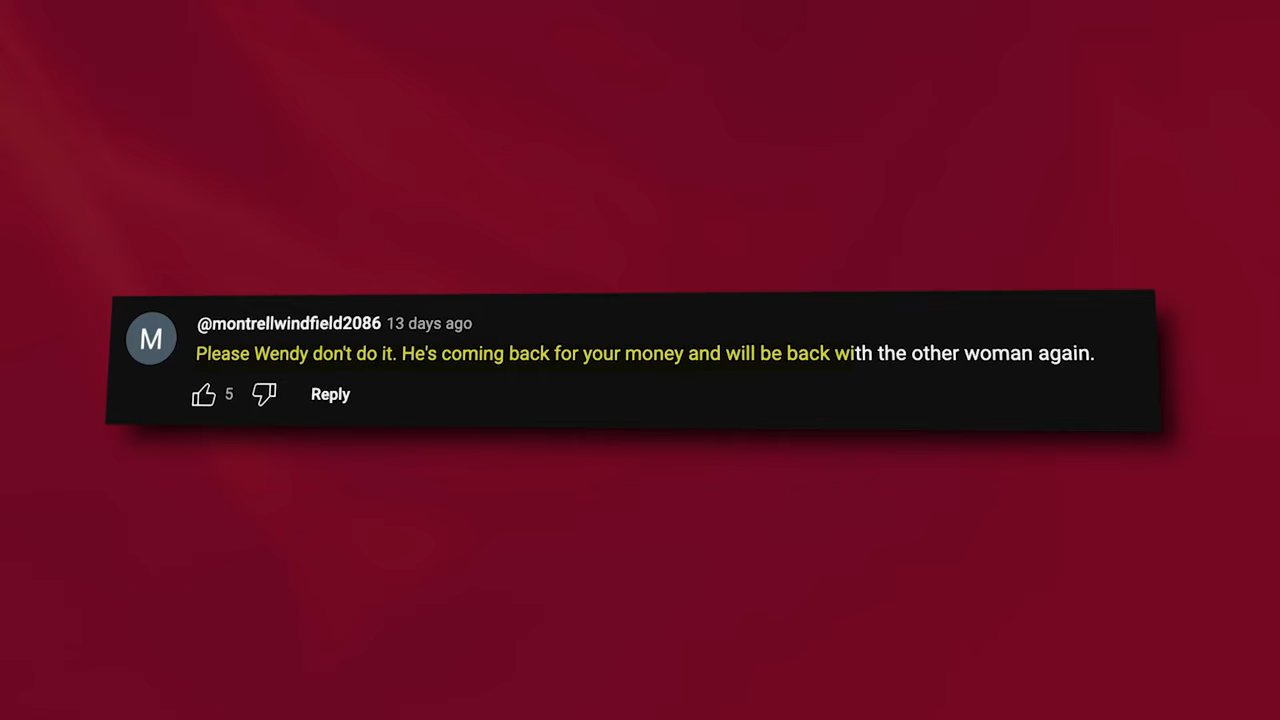 M
@montrellwindfield2086 13 days ago
Please Wendy don't do it. He's coming back for your money and will be back with the other woman again.
5 Reply